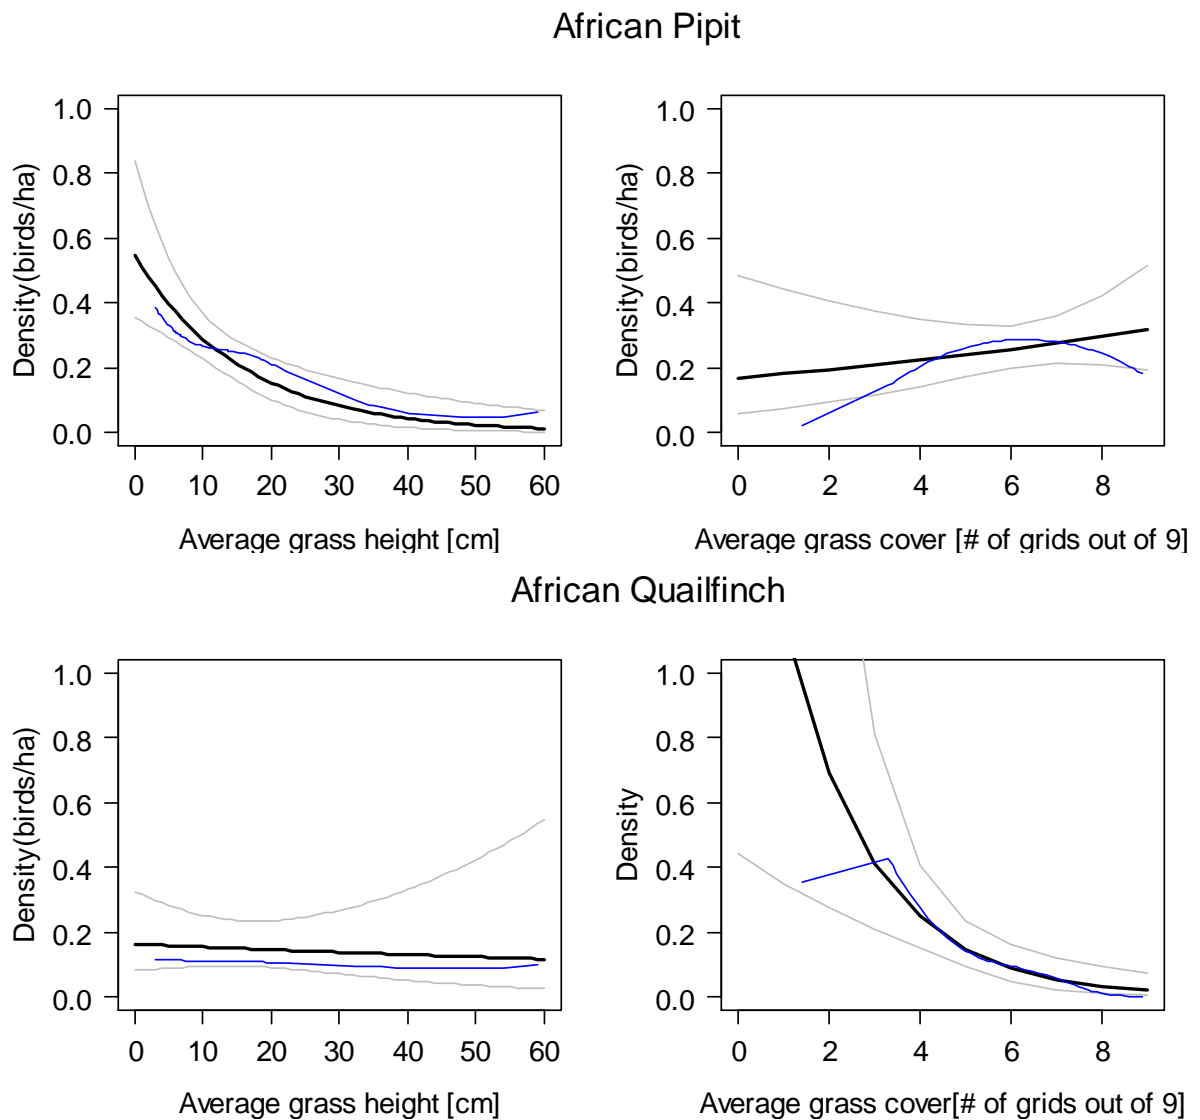 African Pipit
1.0
0.8
0.6
0.4
0.2
0.0
Density(birds/ha)
0 10 20 30 40 50 60
Average grass height [cm]
1.0
0.8
0.6
0.4
0.2
0.0
Density(birds/ha)
0 2 4 6 8
Average grass cover [# of grids out of 9]
African Quailfinch
1.0
0.8
0.6
0.4
0.2
0.0
Density(birds/ha)
0 10 20 30 40 50 60
Average grass height [cm]
1.0
0.8
0.6
0.4
0.2
0.0
Density
0 2 4 6 8
Average grass cover[# of grids out of 9]